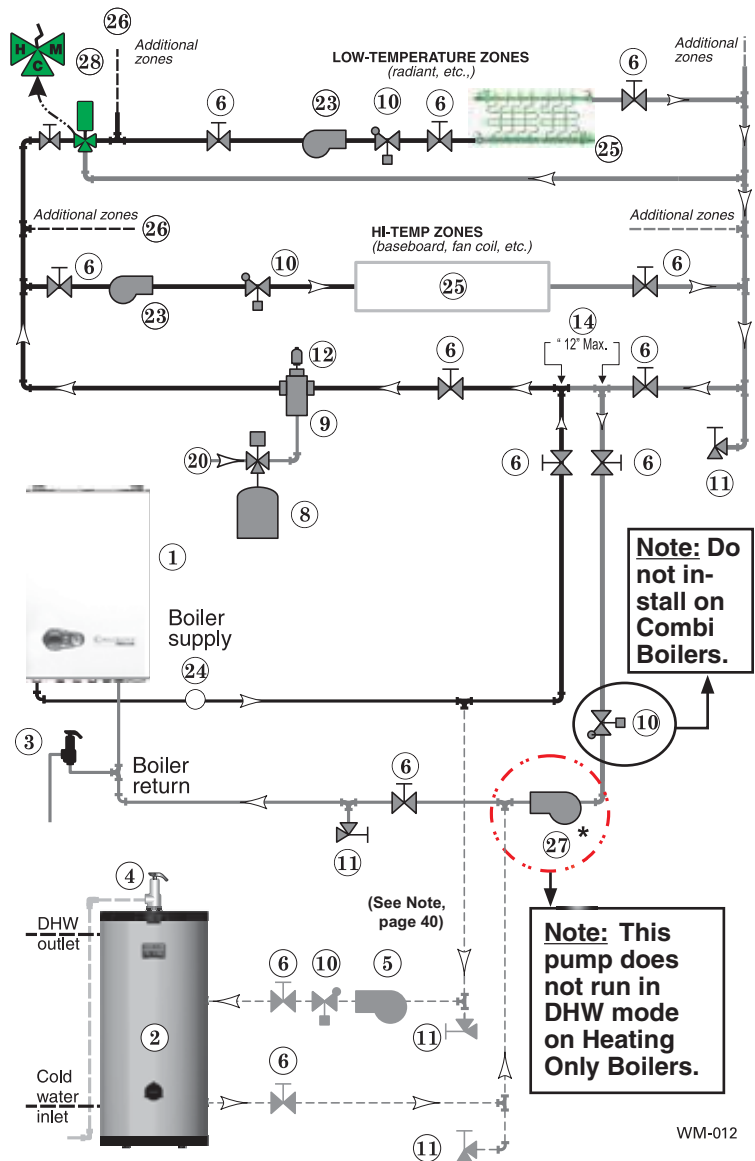 26
Additional
zones
H M
C
28
LOW-TEMPERATURE ZONES
(radiant, etc.,)
Additional
zones
6
23
10
6
6
25
Additional zones
26
HI-TEMP ZONES
(baseboard, fan coil, etc.)
Additional zones
6
23
10
25
6
14
" 12" Max.
12
6
6
9
20
8
6
6
11
1
Note: Do
not in-
stall on
Combi
Boilers.
Boiler
supply
24
10
3
Boiler
return
6
11
27 *
4
(See Note,
page 40)
DHW
outlet
Note: This
pump does
not run in
DHW mode
on Heating
Only Boilers.
6
10
5
11
2
6
Cold
water
inlet
11
WM-012